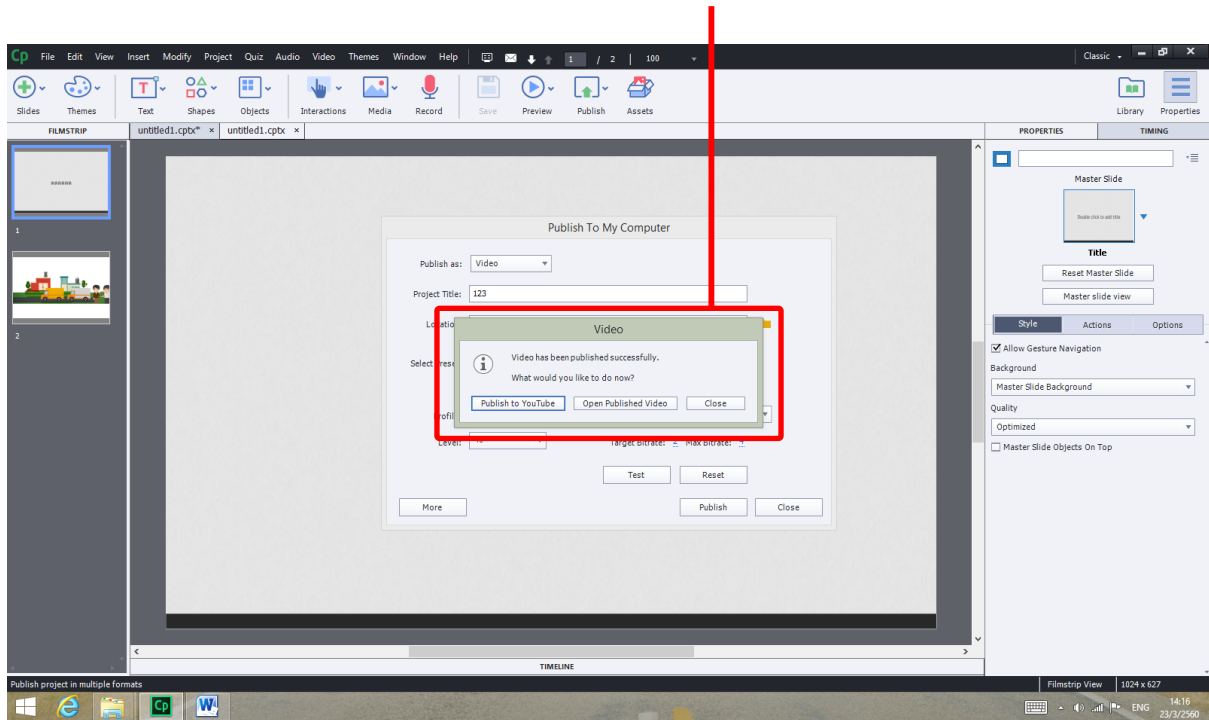 Cp File Edit View Insert Modify Project Quiz Audio Video Themes Window Help 1 / 2 100 Classic
Slides Themes Text Shapes Objects Interactions Media Record Save Preview Publish Assets Library Properties
FILMSTRIP untitled1.cptx* × untitled1.cptx × PROPERTIES TIMING
Master Slide
Double click to add title
Title
Reset Master Slide
Master slide view
Style Actions Options
Allow Gesture Navigation
Background
Master Slide Background
Quality
Optimized
Master Slide Objects On Top
1
2
Publish To My Computer
Publish as: Video
Project Title: 123
Video
Video has been published successfully.
What would you like to do now?
Publish to YouTube Open Published Video Close
Level: Target Bitrate: Max Bitrate:
Test Reset
More Publish Close
TIMELINE
Publish project in multiple formats Filmstrip View 1024 x 627
Cp W ENG 14:16
23/3/2560